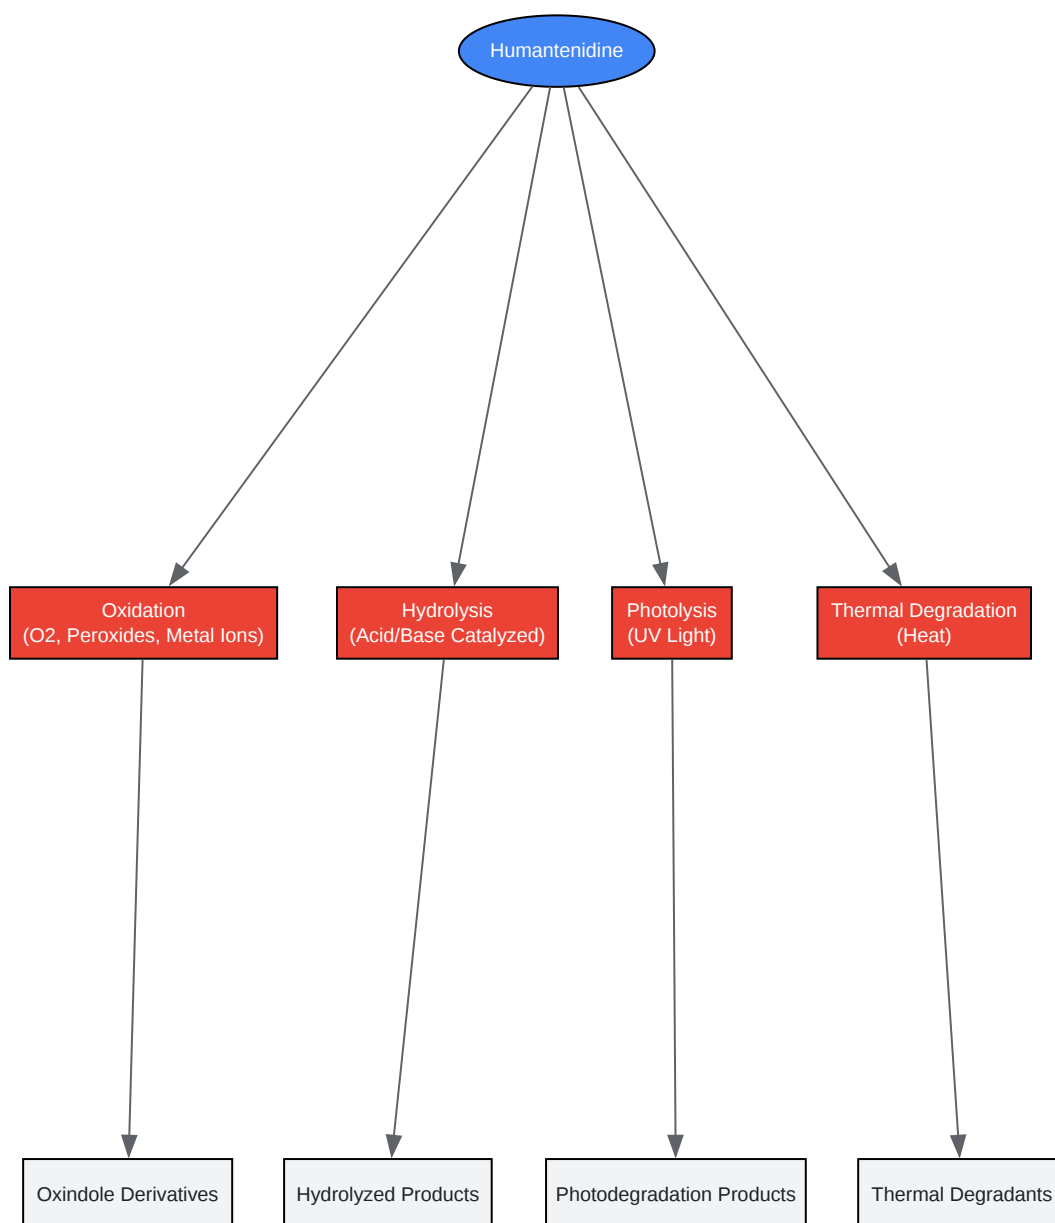 Humantenidine
Oxidation
(O2, Peroxides, Metal Ions)
Hydrolysis
(Acid/Base Catalyzed)
Photolysis
(UV Light)
Thermal Degradation
(Heat)
Oxindole Derivatives
Hydrolyzed Products
Photodegradation Products
Thermal Degradants